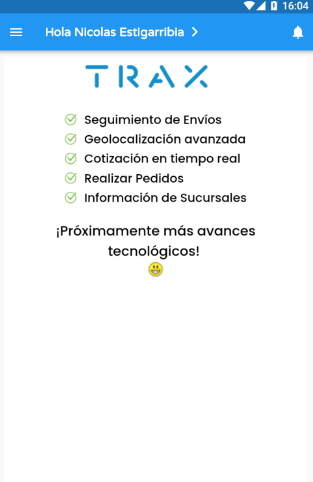 16:04
Hola Nicolas Estigarribia
TRAX
Seguimiento de Envíos
Geolocalización avanzada
Cotización en tiempo real
Realizar Pedidos
Información de Sucursales
¡Próximamente más avances
tecnológicos!